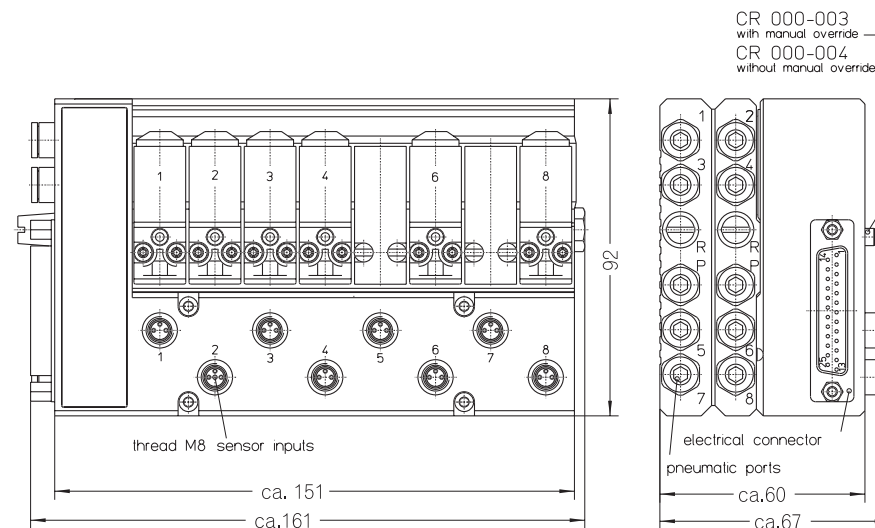 CR 000-003
with manual override
CR 000-004
without manual override
1 2 3 4 6 8
1 2
3 4
R R
P P
5 6
7 8
92
1 3 5 7
2 4 6 8
thread M8 sensor inputs
electrical connector
pneumatic ports
ca. 151
ca.161
ca.60
ca.67